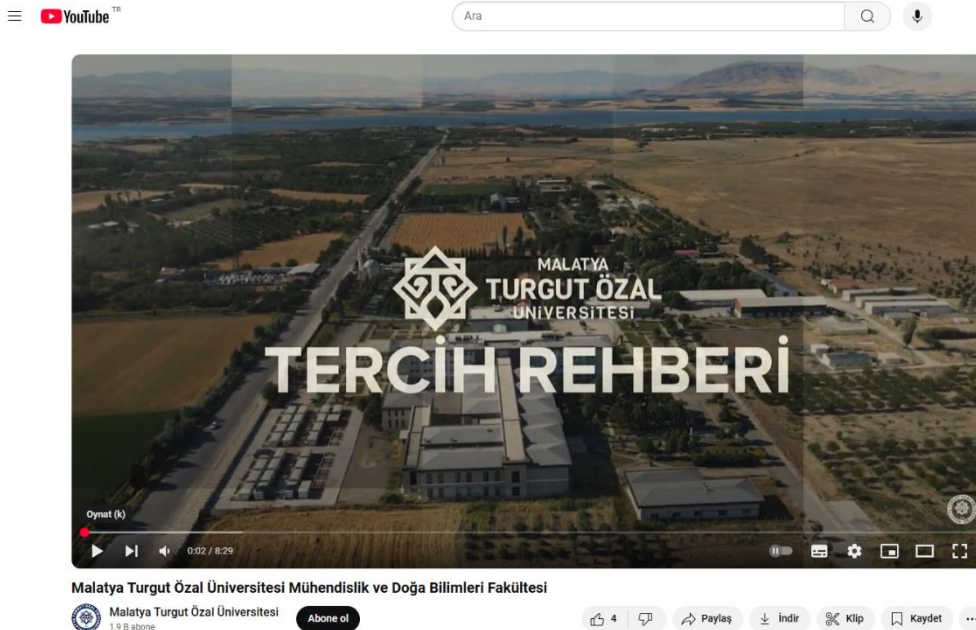 YouTube TR
Ara
MALATYA
TURGUT ÖZAL
ÜNİVERSİTESİ
TERCİH REHBERİ
Oynat (k)
0:02 / 8:29
Malatya Turgut Özal Üniversitesi Mühendislik ve Doğa Bilimleri Fakültesi
Malatya Turgut Özal Üniversitesi
1,9 B abone
Abone ol
4
Paylaş
İndir
Klip
Kaydet